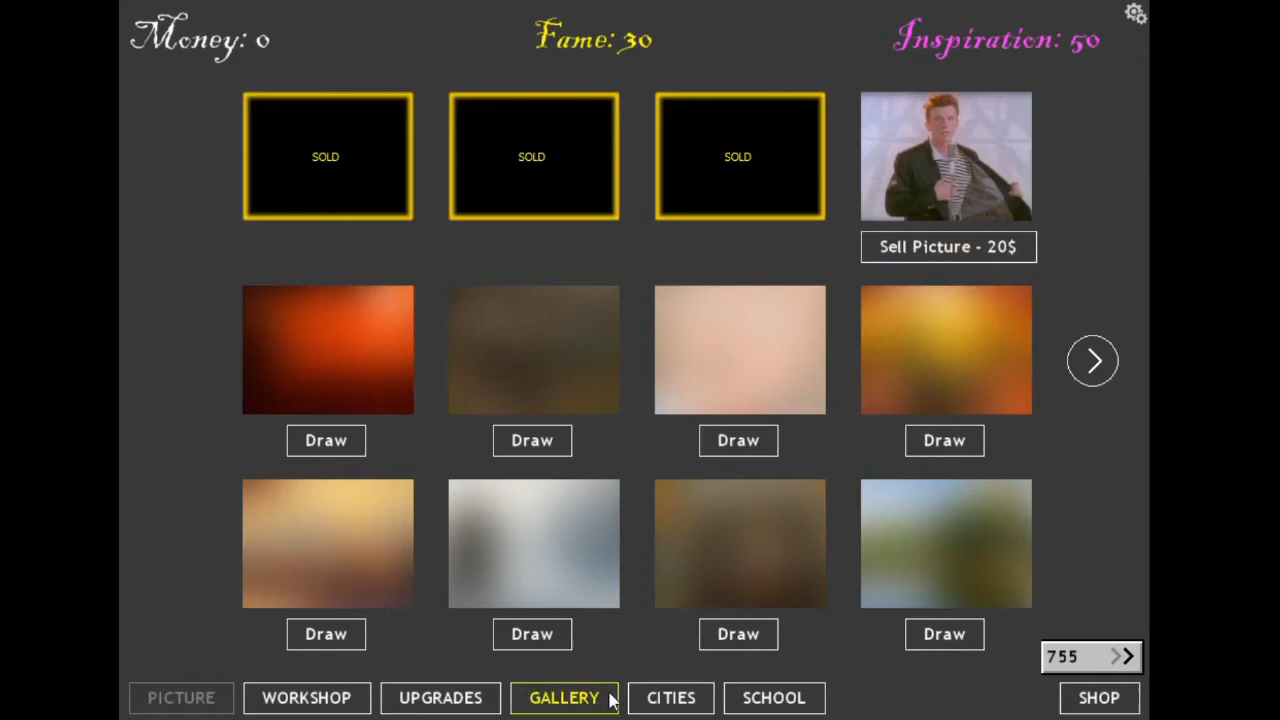 Money: 0
Fame: 30
Inspiration: 50
SOLD
SOLD
SOLD
Sell Picture - 20$
Draw
Draw
Draw
Draw
Draw
Draw
Draw
Draw
755
PICTURE
WORKSHOP
UPGRADES
GALLERY
CITIES
SCHOOL
SHOP